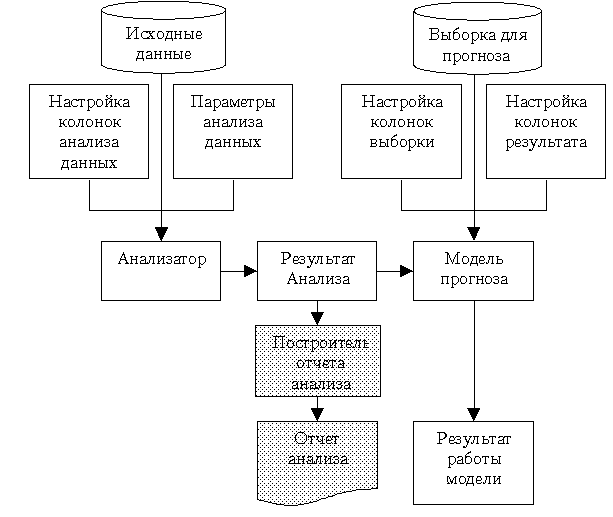 Исходные
данные
Выборка для
прогноза
Настройка
колонок
анализа
данных
Параметры
анализа
данных
Настройка
колонок
выборки
Настройка
колонок
результата
Анализатор
Результат
Анализа
Модель
прогноза
Построитель
отчета
анализа
Отчет
анализа
Результат
работы
модели